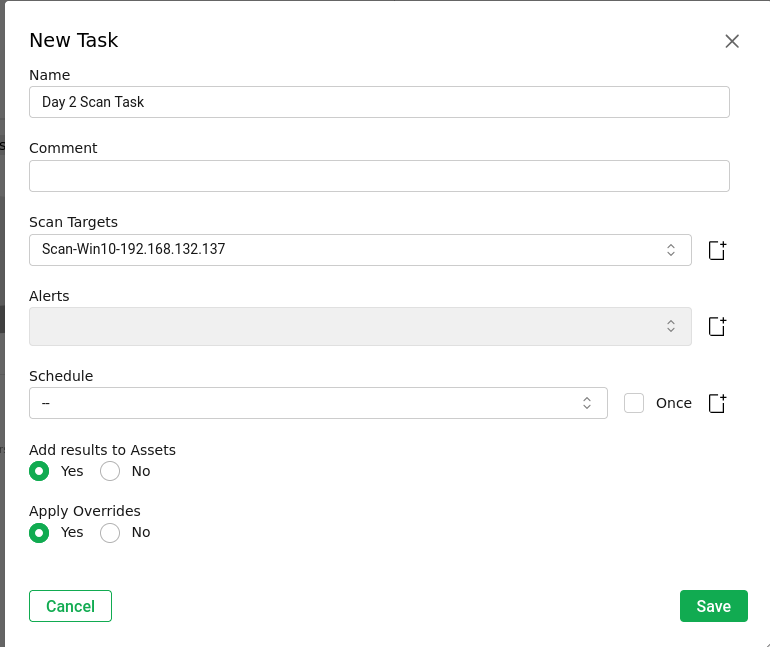 New Task
Name
Day 2 Scan Task
Comment
Scan Targets
Scan-Win10-192.168.132.137
Alerts
Schedule
--
Once
Add results to Assets
Yes No
Apply Overrides
Yes No
Cancel Save